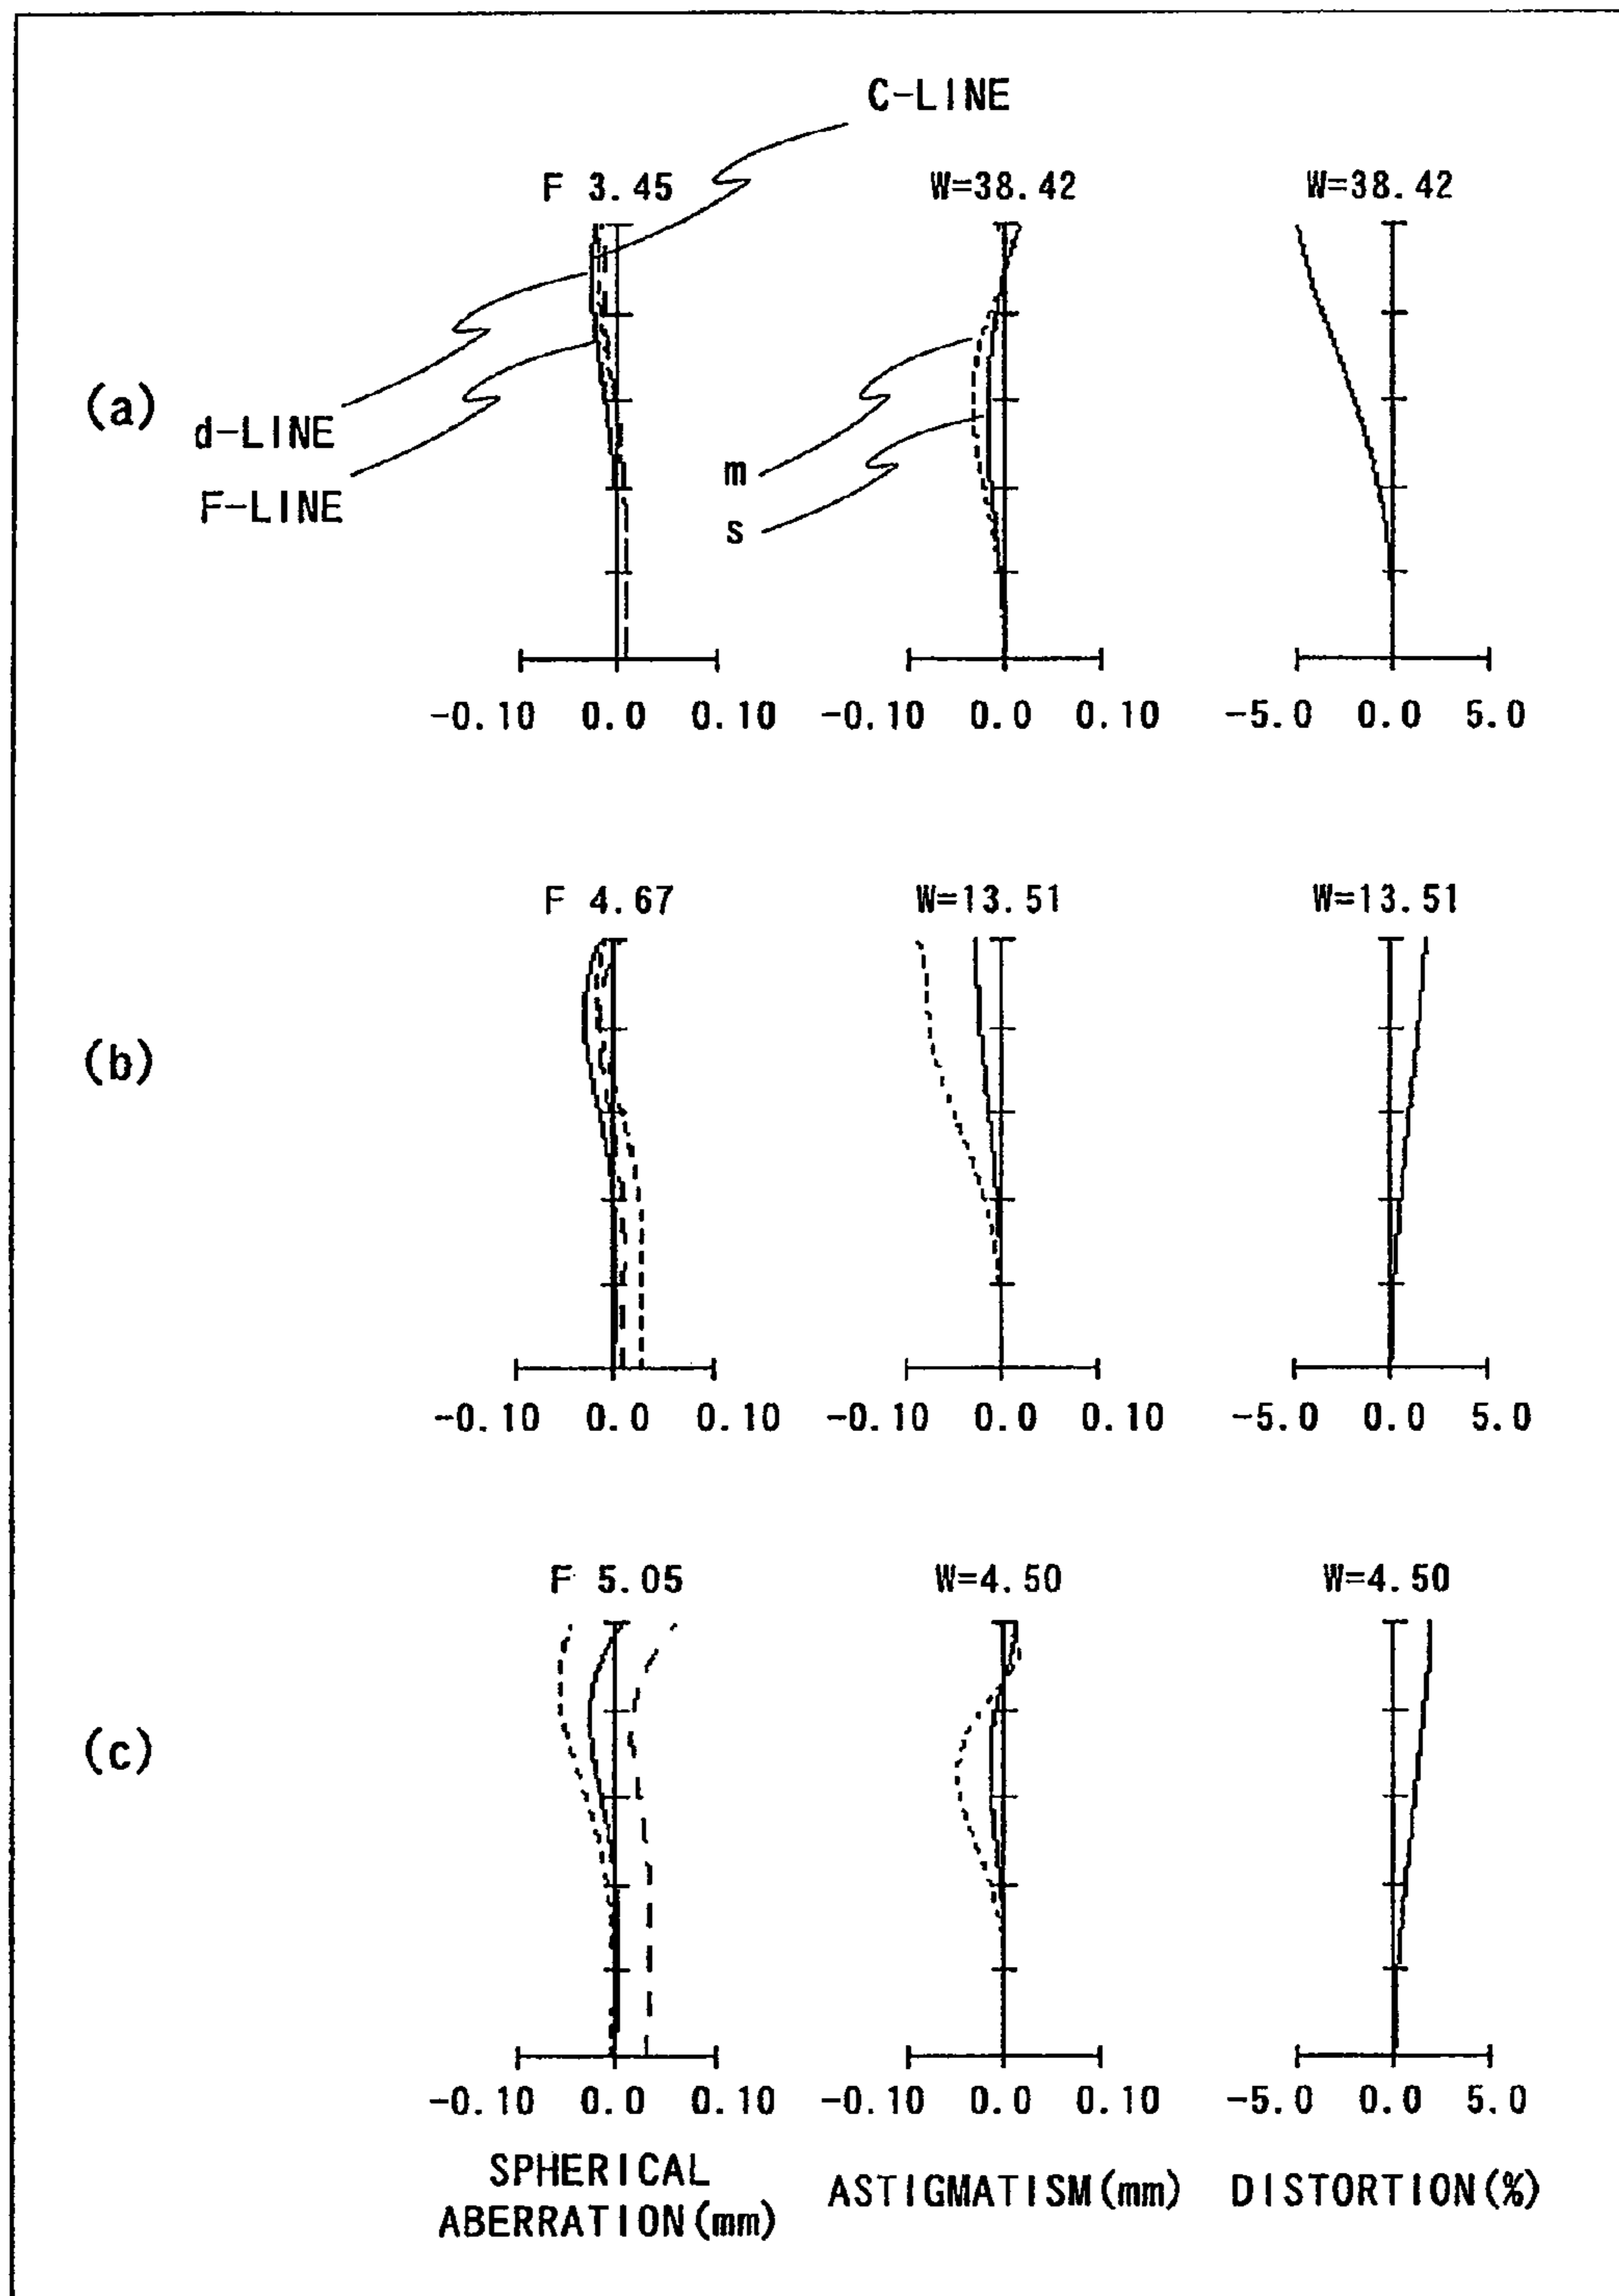 C-LINE
F 3.45 W=38.42 W=38.42
(a)
d-LINE
F-LINE
m
s
-0.10 0.0 0.10 -0.10 0.0 0.10 -5.0 0.0 5.0
F 4.67 W=13.51 W=13.51
(b)
-0.10 0.0 0.10 -0.10 0.0 0.10 -5.0 0.0 5.0
F 5.05 W=4.50 W=4.50
(c)
-0.10 0.0 0.10 -0.10 0.0 0.10 -5.0 0.0 5.0
SPHERICAL
ABERRATION(mm) ASTIGMATISM(mm) DISTORTION(%)